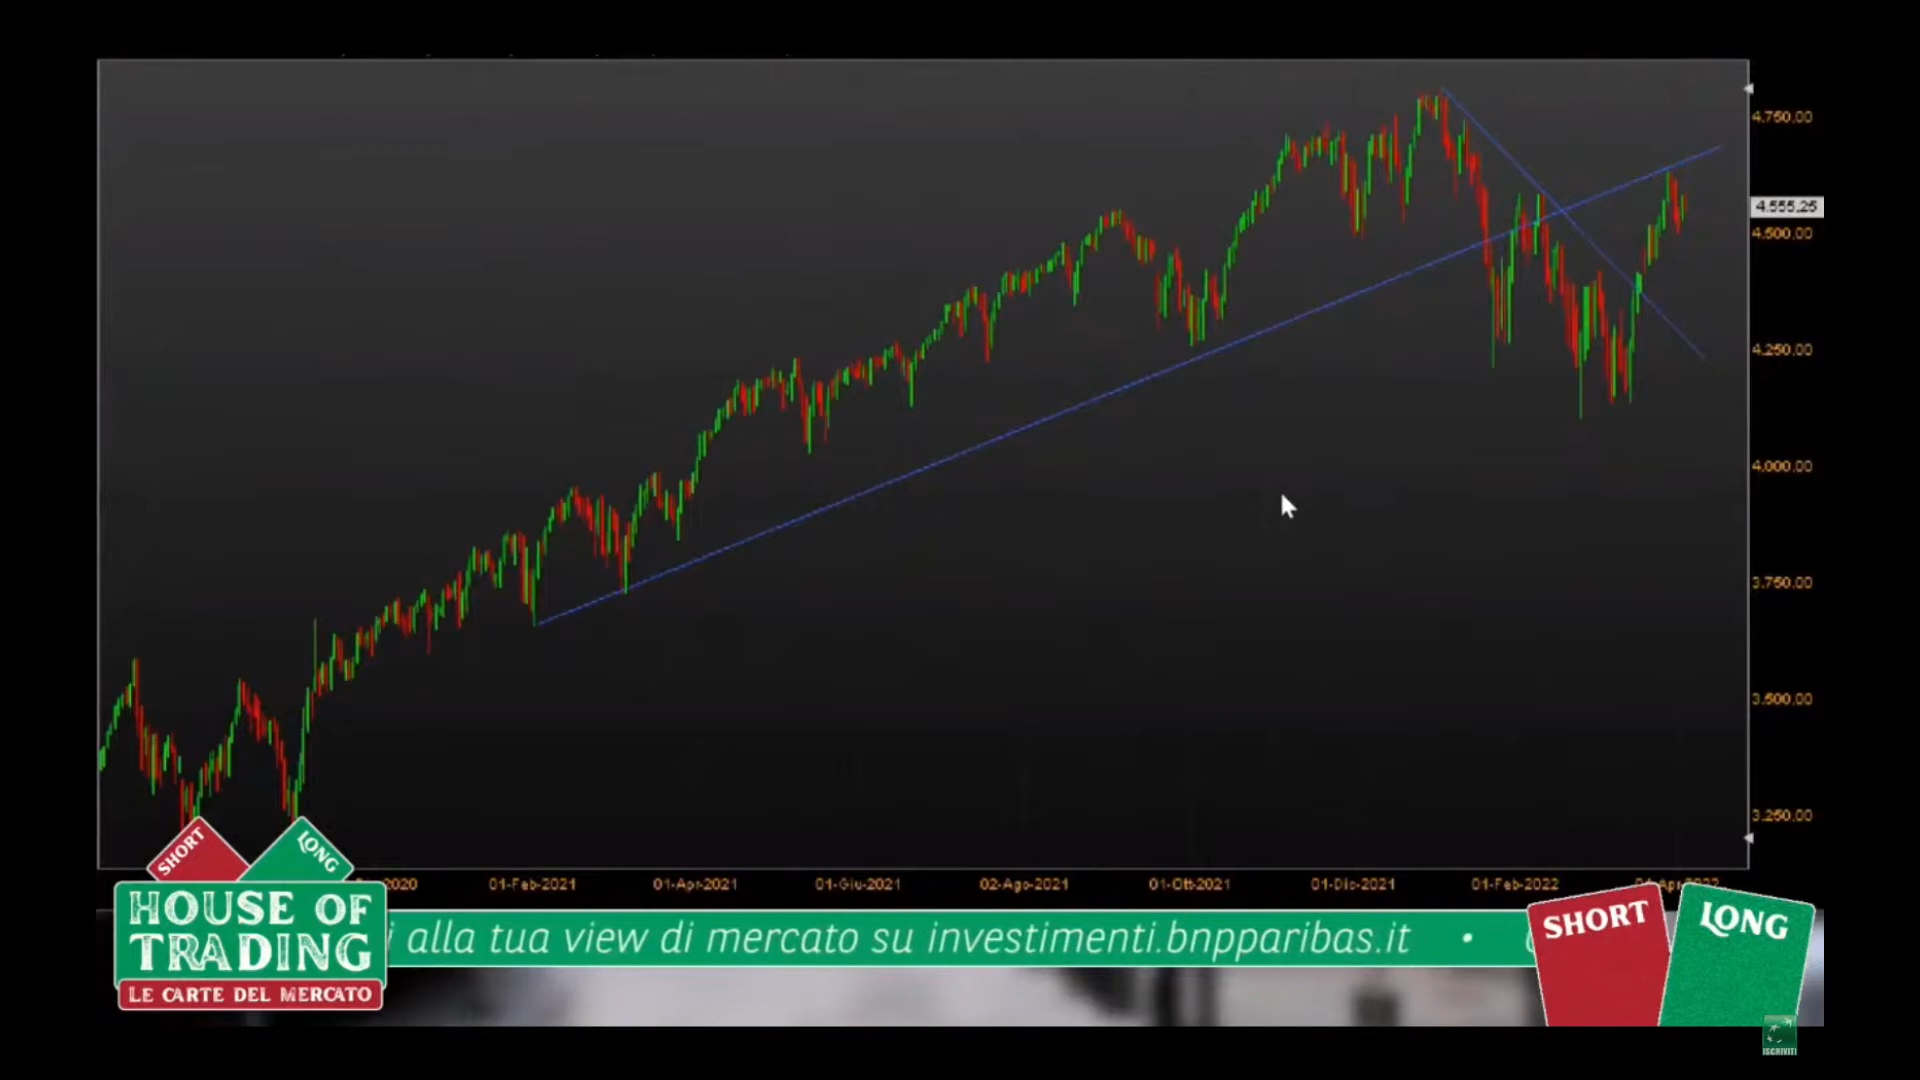 4.750,00
4.555,25
4.500,00
4.250,00
4.000,00
3.750,00
3.500,00
3.250,00
2020
01-Feb-2021
01-Apr-2021
01-Giu-2021
02-Ago-2021
01-Ott-2021
01-Dic-2021
01-Feb-2022
SHORT
LONG
HOUSE OF
TRADING
LE CARTE DEL MERCATO
i alla tua view di mercato su investimenti.bnpparibas.it •
SHORT
LONG
ISCRIVITI